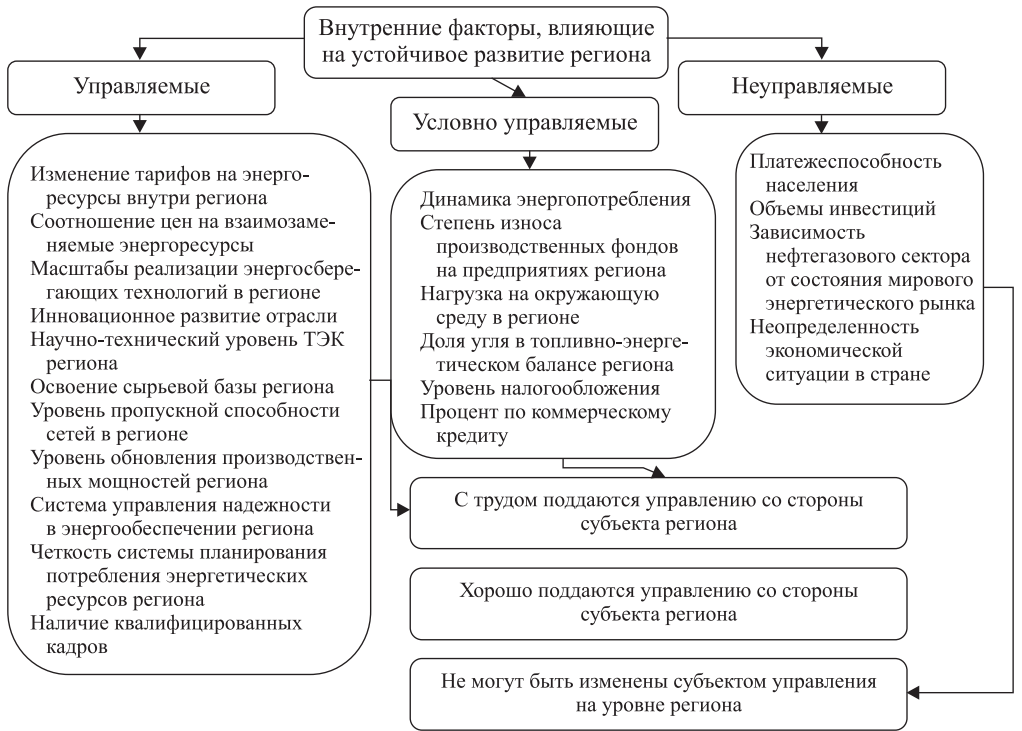 Внутренние факторы, влияющие
на устойчивое развитие региона
Управляемые
Условно управляемые
Неуправляемые
Изменение тарифов на энерго-
ресурсы внутри региона
Соотношение цен на взаимозаме-
няемые энергоресурсы
Масштабы реализации энергосбере-
гающих технологий в регионе
Инновационное развитие отрасли
Научно-технический уровень ТЭК
региона
Освоение сырьевой базы региона
Уровень пропускной способности
сетей в регионе
Уровень обновления производствен-
ных мощностей региона
Система управления надежности
в энергообеспечении региона
Четкость системы планирования
потребления энергетических
ресурсов региона
Наличие квалифицированных
кадров
Динамика энергопотребления
Степень износа
производственных фондов
на предприятиях региона
Нагрузка на окружающую
среду в регионе
Доля угля в топливно-энерге-
тическом балансе региона
Уровень налогообложения
Процент по коммерческому
кредиту
Платежеспособность
населения
Объемы инвестиций
Зависимость
нефтегазового сектора
от состояния мирового
энергетического рынка
Неопределенность
экономической
ситуации в стране
С трудом поддаются управлению со стороны
субъекта региона
Хорошо поддаются управлению со стороны
субъекта региона
Не могут быть изменены субъектом управления
на уровне региона